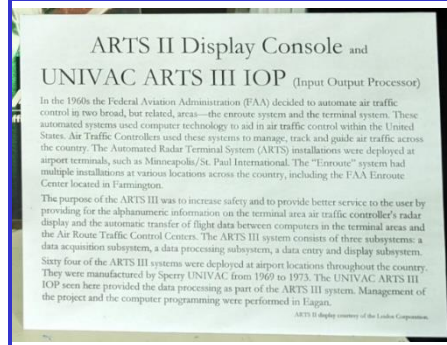 ARTS II Display Console and
UNIVAC ARTS III IOP (Input Output Processor)
In the 1960s the Federal Aviation Administration (FAA) decided to automate air traffic
control in two broad, but related, areas—the enroute system and the terminal system. These
automated systems used computer technology to aid in air traffic control within the United
States. Air Traffic Controllers used these systems to manage, track and guide air traffic across
the country. The Automated Radar Terminal System (ARTS) installations were deployed at
airport terminals, such as Minneapolis/St. Paul International. The "Enroute" system had
multiple installations at various locations across the country, including the FAA Enroute
Center located in Farmington.
The purpose of the ARTS III was to increase safety and to provide better service to the user by
providing for the alphanumeric information on the terminal area air traffic controller's radar
display and the automatic transfer of flight data between computers in the terminal areas and
the Air Route Traffic Control Centers. The ARTS III system consists of three subsystems: a
data acquisition subsystem, a data processing subsystem, a data entry and display subsystem.
Sixty four of the ARTS III systems were deployed at airport locations throughout the country.
They were manufactured by Sperry UNIVAC from 1969 to 1973. The UNIVAC ARTS III
IOP seen here provided the data processing as part of the ARTS III system. Management of
the project and the computer programming were performed in Eagan.
ARTS II display courtesy of the London Corporation